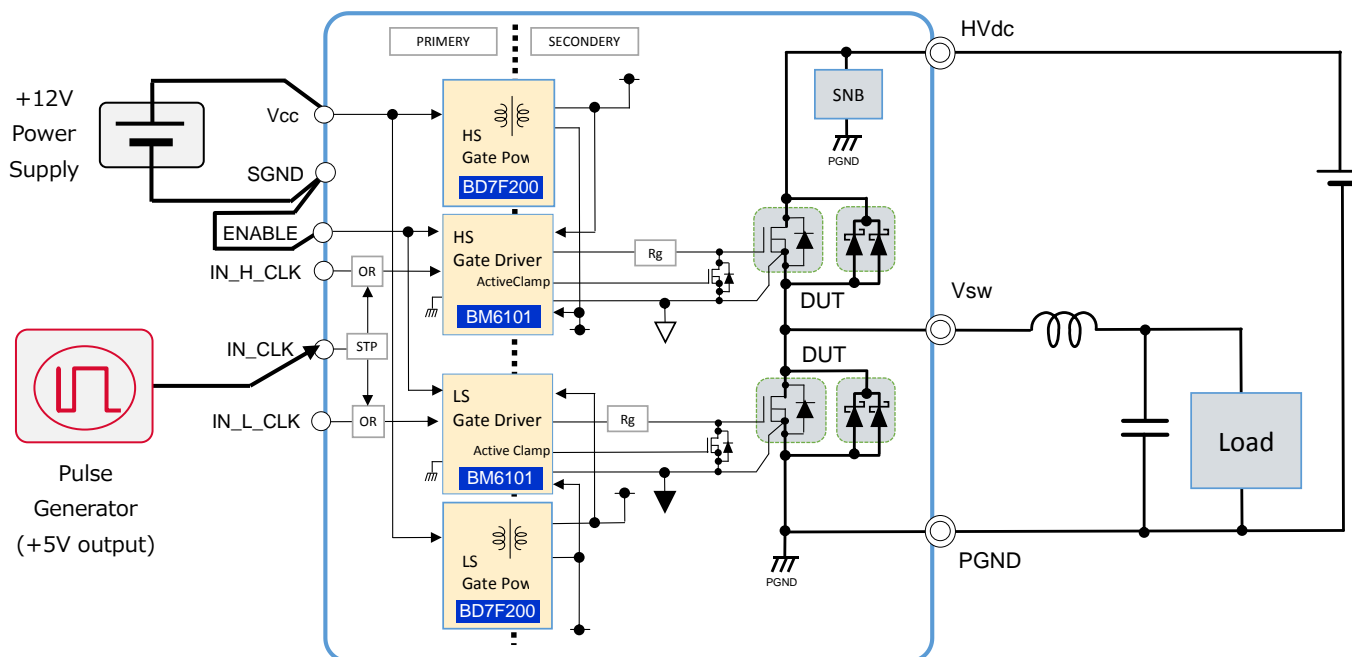 PRIMERY
SECONDERY
HVdc
+12V
Power
Supply
Vcc
SNB
PGND
HS
Gate Pow
BD7F200
SGND
ENABLE
HS
Gate Driver
ActiveClamp
BM6101
Rg
IN_H_CLK
OR
DUT
Vsw
IN_CLK
STP
DUT
LS
Gate Driver
Active Clamp
BM6101
Rg
IN_L_CLK
OR
Load
Pulse
Generator
(+5V output)
LS
Gate Pow
BD7F200
PGND
PGND